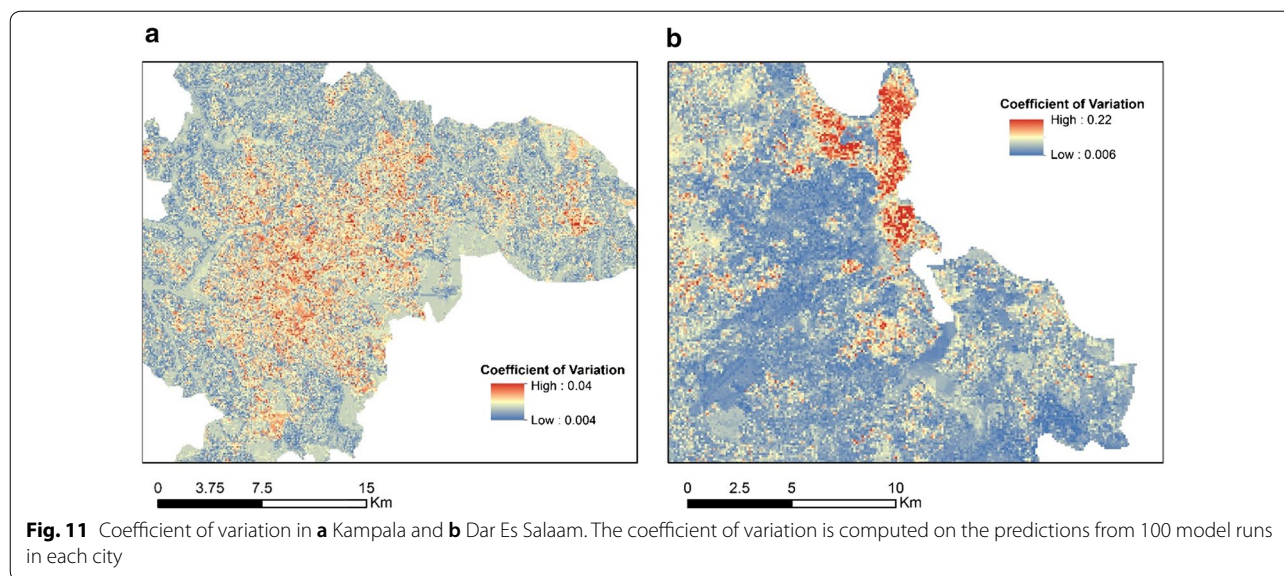 a
b
Coefficient of Variation
High : 0.22
Low : 0.006
Coefficient of Variation
High : 0.04
Low : 0.004
0 3.75 7.5 15
Km
0 2.5 5 10
Km
Fig. 11 Coefficient of variation in a Kampala and b Dar Es Salaam. The coefficient of variation is computed on the predictions from 100 model runs
in each city